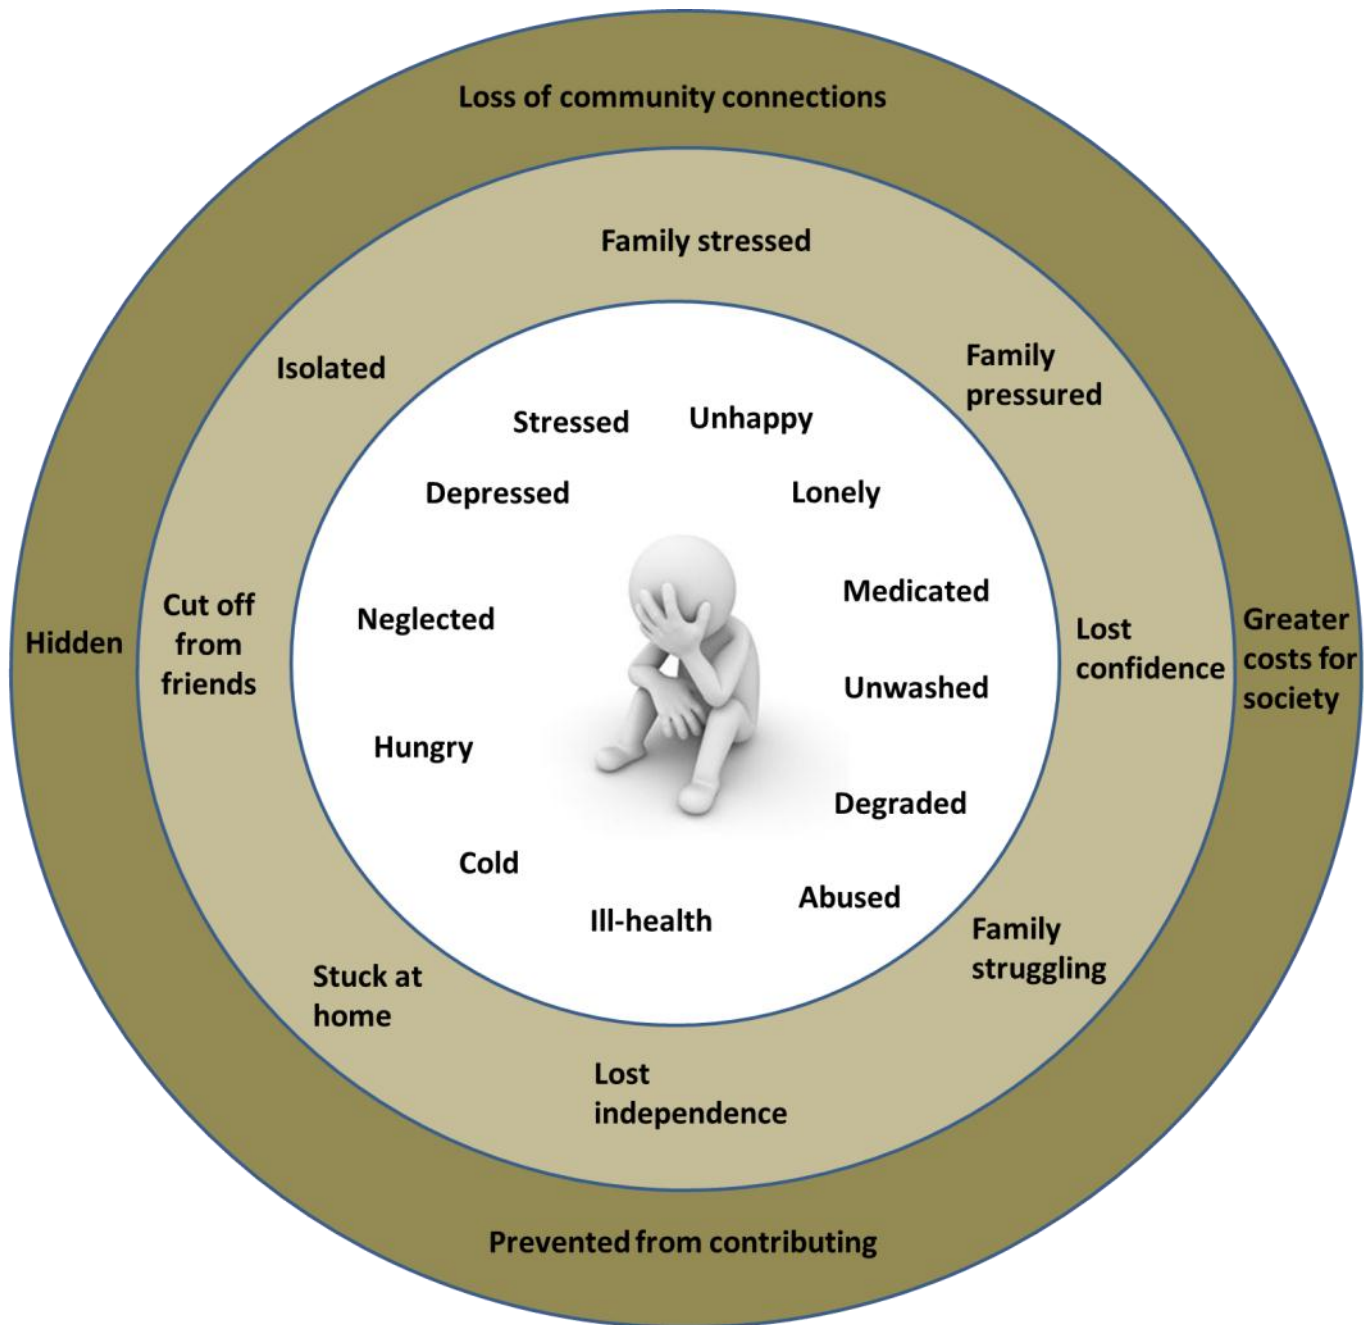 Loss of community connections
Family stressed
Isolated
Family
pressured
Stressed
Unhappy
Depressed
Lonely
Neglected
Medicated
Unwashed
Hungry
Degraded
Cold
Abused
Ill-health
Hidden
Cut off
from
friends
Lost
confidence
Greater
costs for
society
Stuck at
home
Family
struggling
Lost
independence
Prevented from contributing